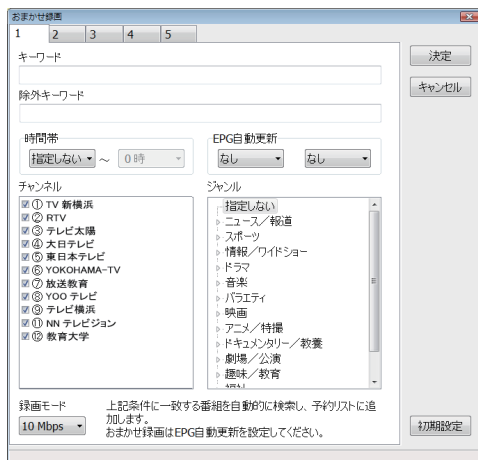 おまかせ録画
1 2 3 4 5
キーワード
決定
キャンセル
除外キーワード
時間帯
EPG自動更新
指定しない ～ 0時
なし なし
チャンネル
ジャンル
① TV 新横浜
② RTV
③ テレビ太陽
④ 大日テレビ
⑤ 東日本テレビ
⑥ YOKOHAMA-TV
⑦ 放送教育
⑧ YOO テレビ
⑨ テレビ横浜
⑪ NN テレビジョン
⑫ 教育大学
指定しない
ニュース／報道
スポーツ
情報／ワイドショー
ドラマ
音楽
バラエティ
映画
アニメ／特撮
ドキュメンタリー／教養
劇場／公演
趣味／教育
福祉
録画モード
10 Mbps
上記条件に一致する番組を自動的に検索し、予約リストに追
加します。
おまかせ録画はEPG自動更新を設定してください。
初期設定